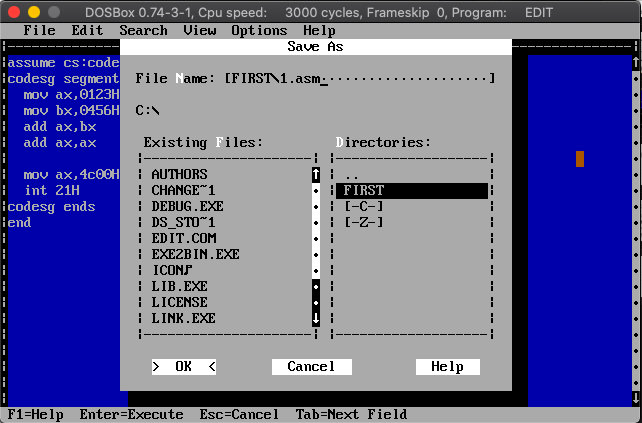 DOSBox 0.74-3-1, Cpu speed: 3000 cycles, Frameskip 0, Program: EDIT
File Edit Search View Options Help
Save As
assume cs:code
codesg segment
mov ax,0123H
mov bx,0456H
add ax,bx
add ax,ax
mov ax,4c00H
int 21H
codesg ends
end
File Name: [FIRST\1.asm_····················]
C:\
Existing Files:
AUTHORS
CHANGE~1
DEBUG.EXE
DS_STO~1
EDIT.COM
EXE2BIN.EXE
ICON♪
LIB.EXE
LICENSE
LINK.EXE
Directories:
..
FIRST
[-C-]
[-Z-]
> OK < Cancel Help
F1=Help Enter=Execute Esc=Cancel Tab=Next Field